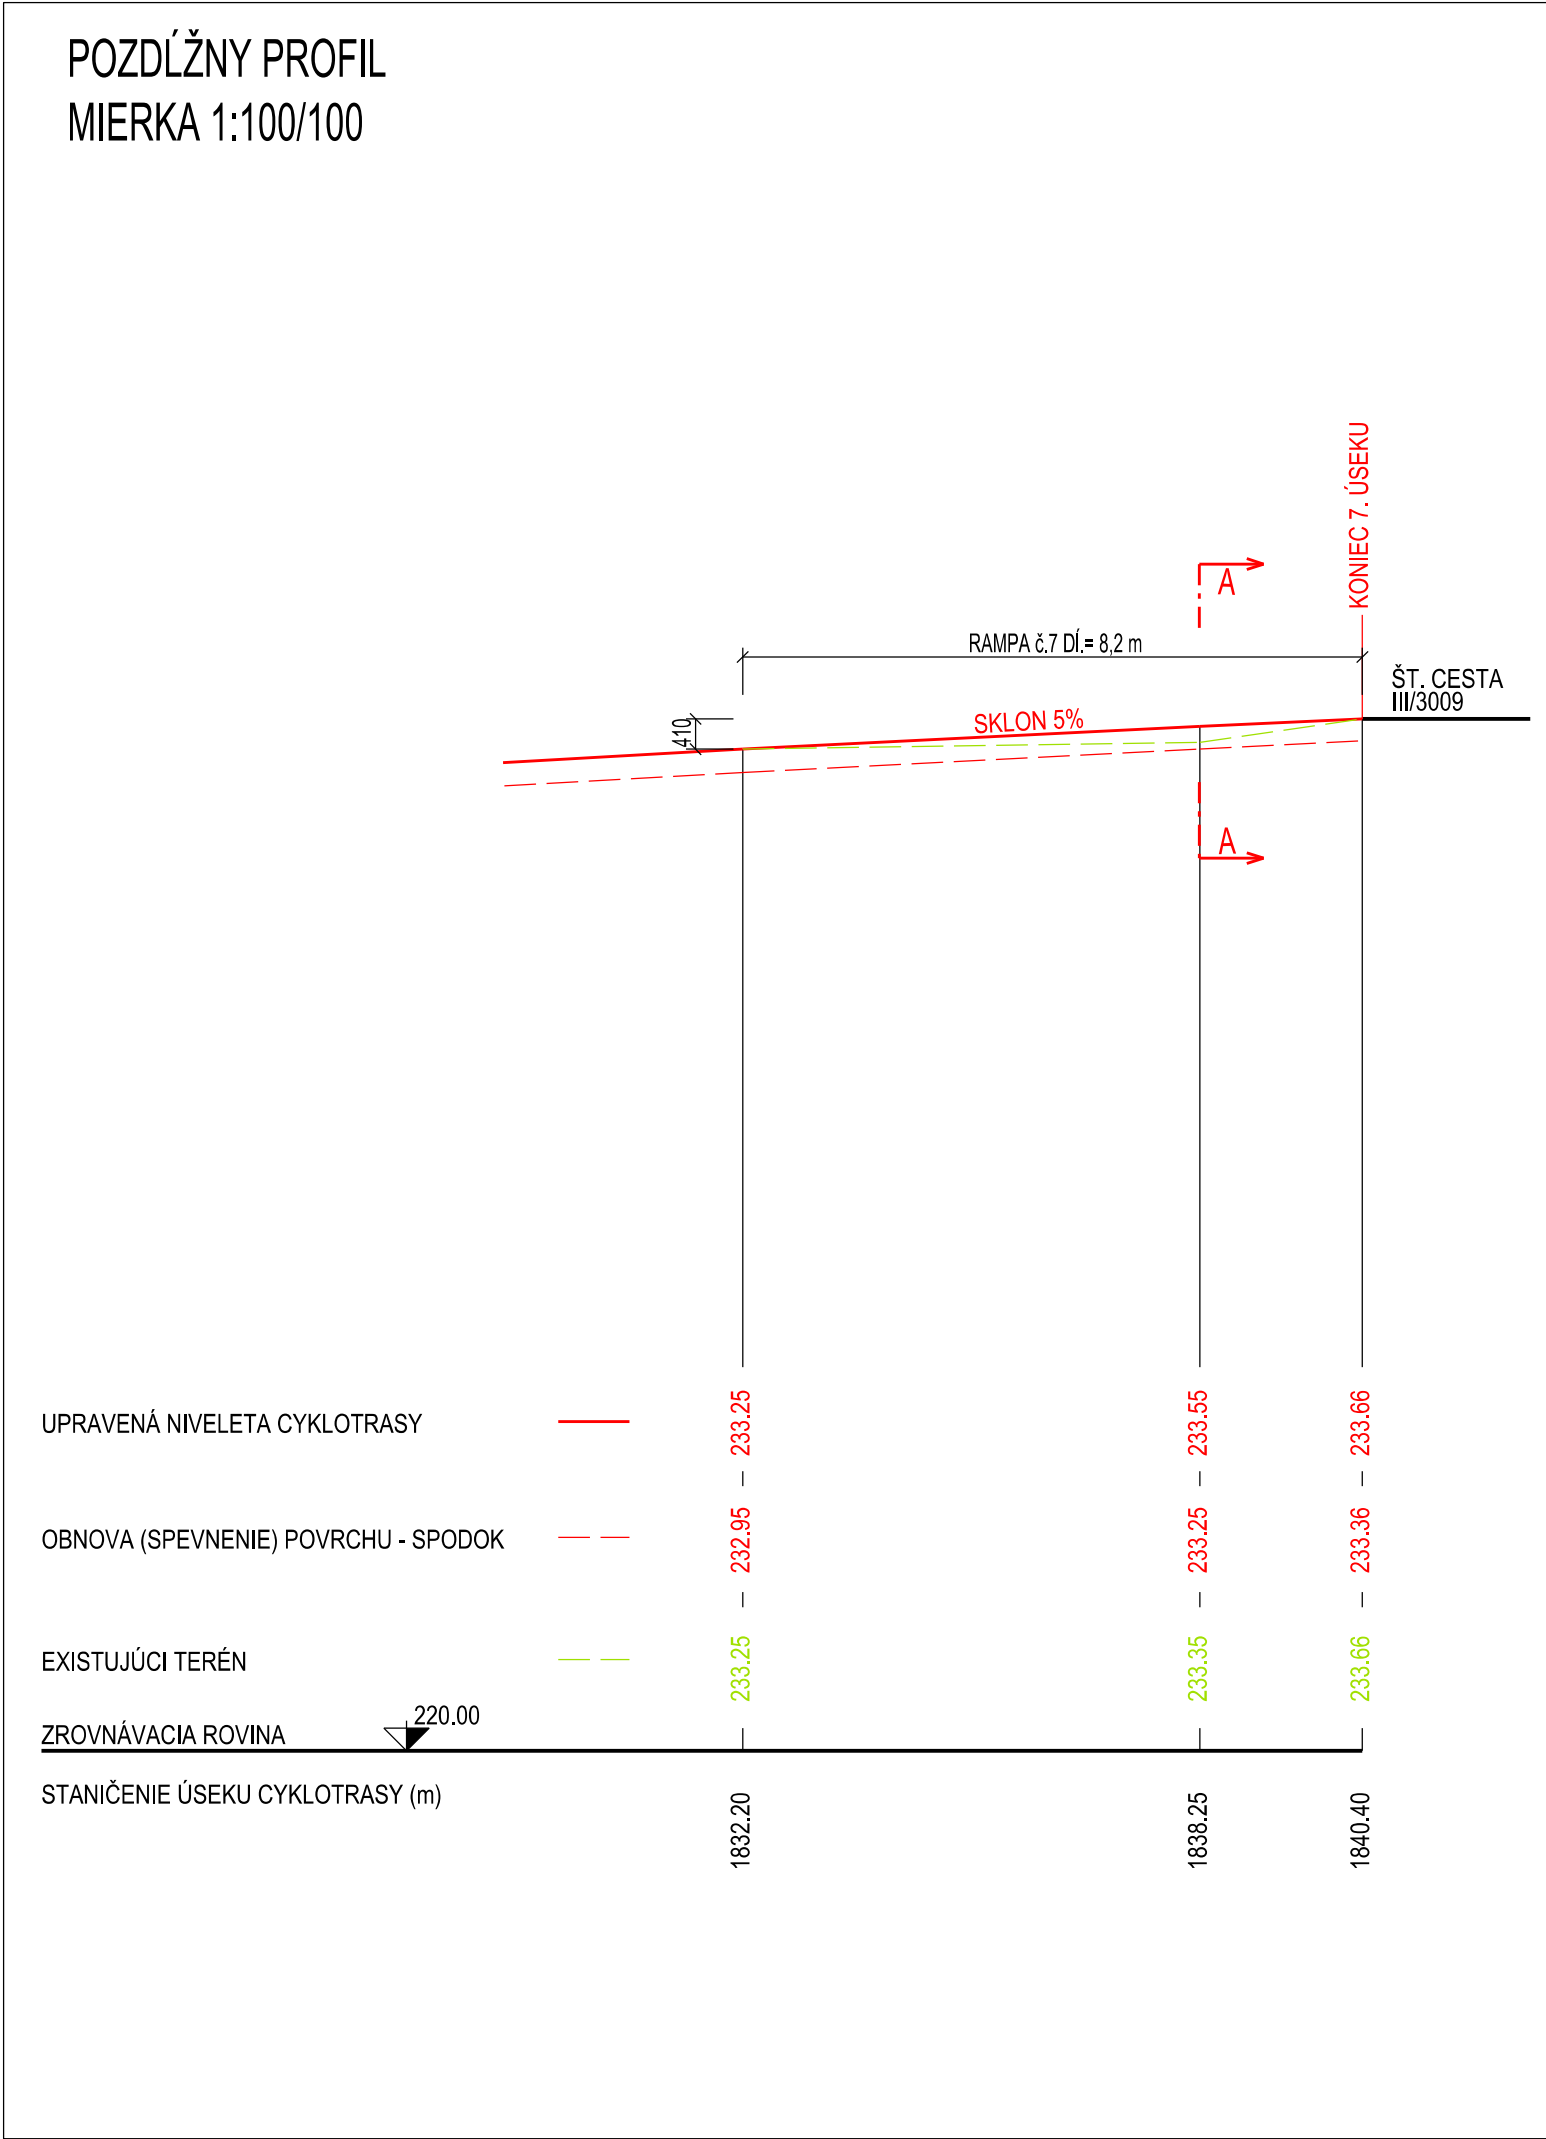 POZDĹŽNY PROFIL
MIERKA 1:100/100
KONIEC 7. ÚSEKU
A
RAMPA č.7 Dĺ.= 8,2 m
ŠT. CESTA
III/3009
410
SKLON 5%
A
UPRAVENÁ NIVELETA CYKLOTRASY
233.25
233.55
233.66
OBNOVA (SPEVNENIE) POVRCHU - SPODOK
232.95
233.25
233.36
EXISTUJÚCI TERÉN
233.25
233.35
233.66
220.00
ZROVNÁVACIA ROVINA
STANIČENIE ÚSEKU CYKLOTRASY (m)
1832.20
1838.25
1840.40